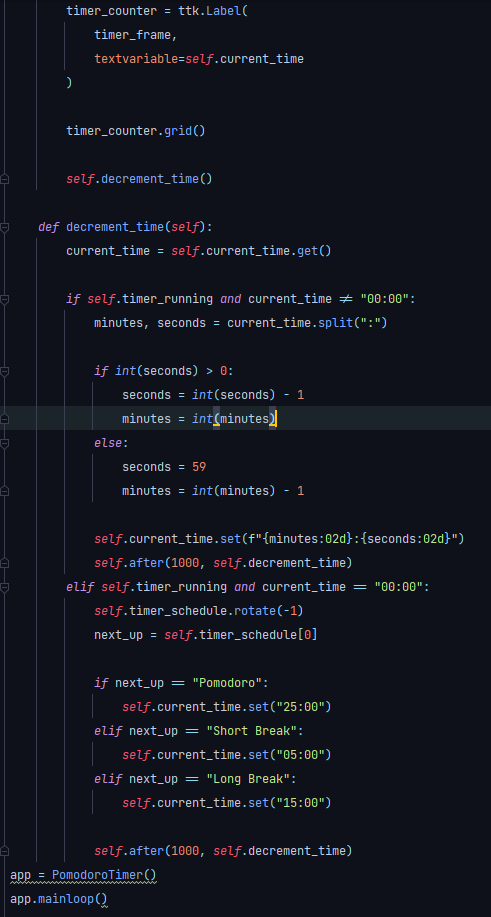 timer_counter = ttk.Label(
timer_frame,
textvariable=self.current_time
)
timer_counter.grid()
self.decrement_time()
def decrement_time(self):
current_time = self.current_time.get()
if self.timer_running and current_time != "00:00":
minutes, seconds = current_time.split(":")
if int(seconds) > 0:
seconds = int(seconds) - 1
minutes = int(minutes)
else:
seconds = 59
minutes = int(minutes) - 1
self.current_time.set(f"{minutes:02d}:{seconds:02d}")
self.after(1000, self.decrement_time)
elif self.timer_running and current_time == "00:00":
self.timer_schedule.rotate(-1)
next_up = self.timer_schedule[0]
if next_up == "Pomodoro":
self.current_time.set("25:00")
elif next_up == "Short Break":
self.current_time.set("05:00")
elif next_up == "Long Break":
self.current_time.set("15:00")
self.after(1000, self.decrement_time)
app = PomodoroTimer()
app.mainloop()